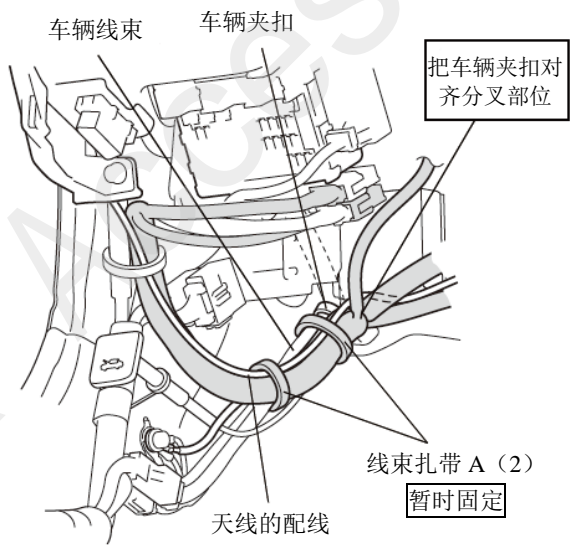 车辆线束
车辆夹扣
把车辆夹扣对
齐分叉部位
线束扎带 A（2）
暂时固定
天线的配线
Acces